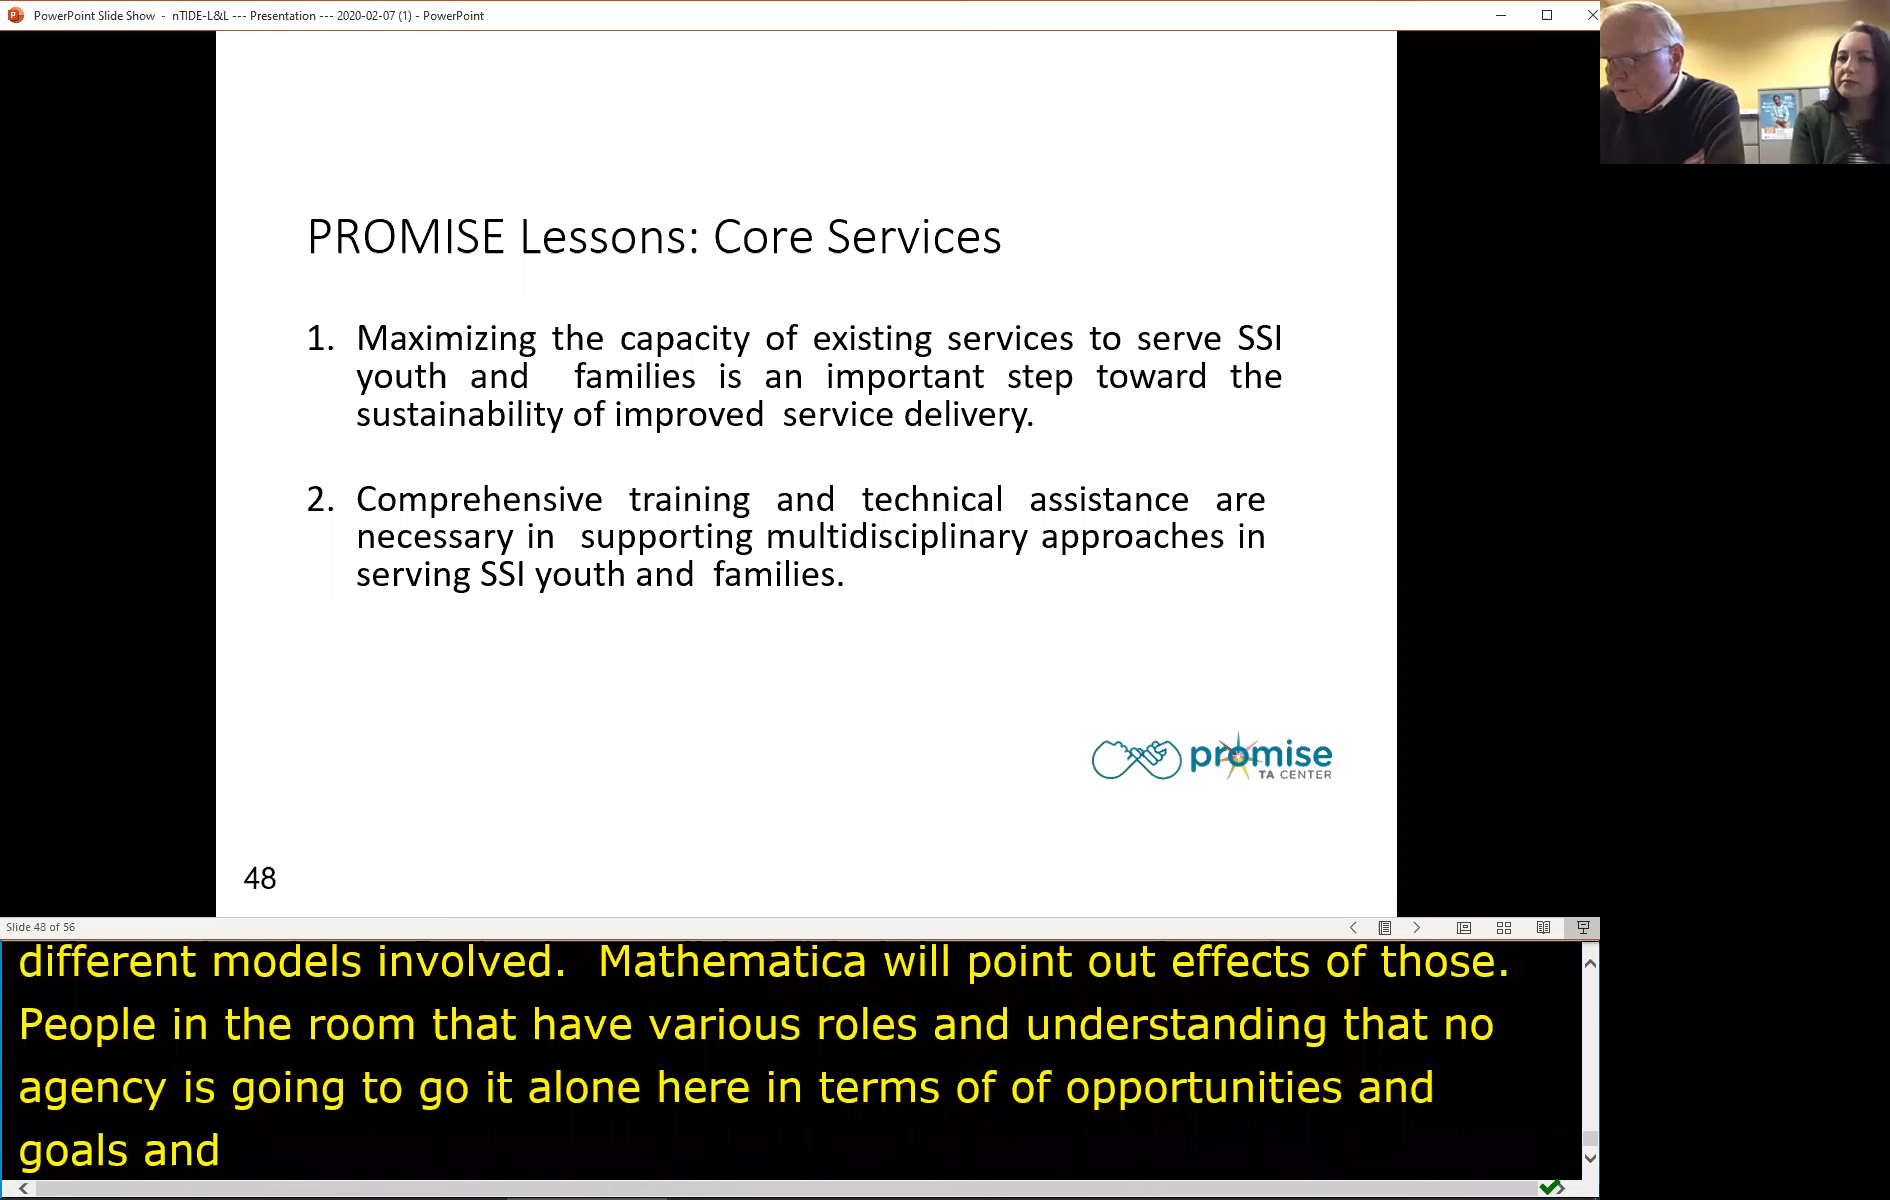 PowerPoint Slide Show - nTIDE-L&L --- Presentation --- 2020-02-07 (1) - PowerPoint
PROMISE Lessons: Core Services
1. Maximizing the capacity of existing services to serve SSI
youth and families is an important step toward the
sustainability of improved service delivery.
2. Comprehensive training and technical assistance are
necessary in supporting multidisciplinary approaches in
serving SSI youth and families.
promise
TA CENTER
48
Slide 48 of 56
different models involved. Mathematica will point out effects of those.
People in the room that have various roles and understanding that no
agency is going to go it alone here in terms of of opportunities and
goals and